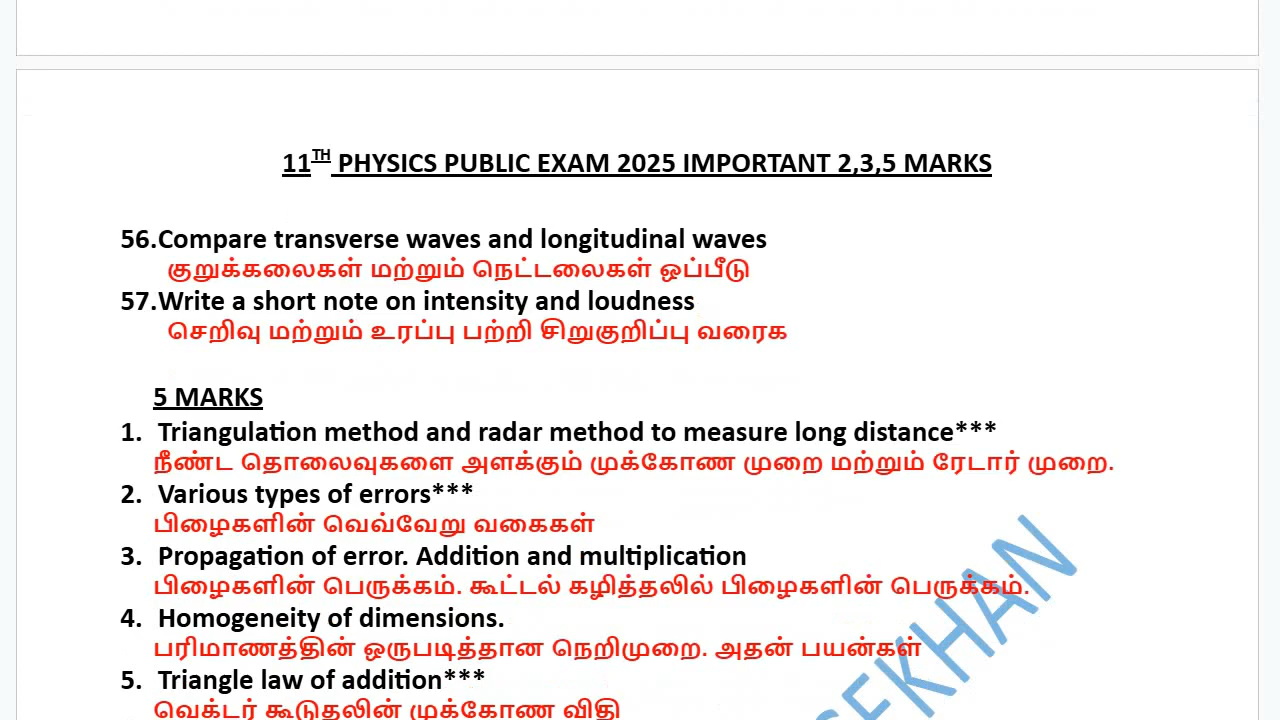 11TH PHYSICS PUBLIC EXAM 2025 IMPORTANT 2,3,5 MARKS
56.Compare transverse waves and longitudinal waves
குறுக்கலைகள் மற்றும் நெட்டலைகள் ஒப்பீடு
57.Write a short note on intensity and loudness
செறிவு மற்றும் உரப்பு பற்றி சிறுகுறிப்பு வரைக
5 MARKS
1. Triangulation method and radar method to measure long distance***
நீண்ட தொலைவுகளை அளக்கும் முக்கோண முறை மற்றும் ரேடார் முறை.
2. Various types of errors***
பிழைகளின் வெவ்வேறு வகைகள்
3. Propagation of error. Addition and multiplication
பிழைகளின் பெருக்கம். கூட்டல் கழித்தலில் பிழைகளின் பெருக்கம்.
4. Homogeneity of dimensions.
பரிமாணத்தின் ஒருபடித்தான நெறிமுறை. அதன் பயன்கள்
5. Triangle law of addition***
வெக்டர் கூடுதலின் முக்கோண விதி